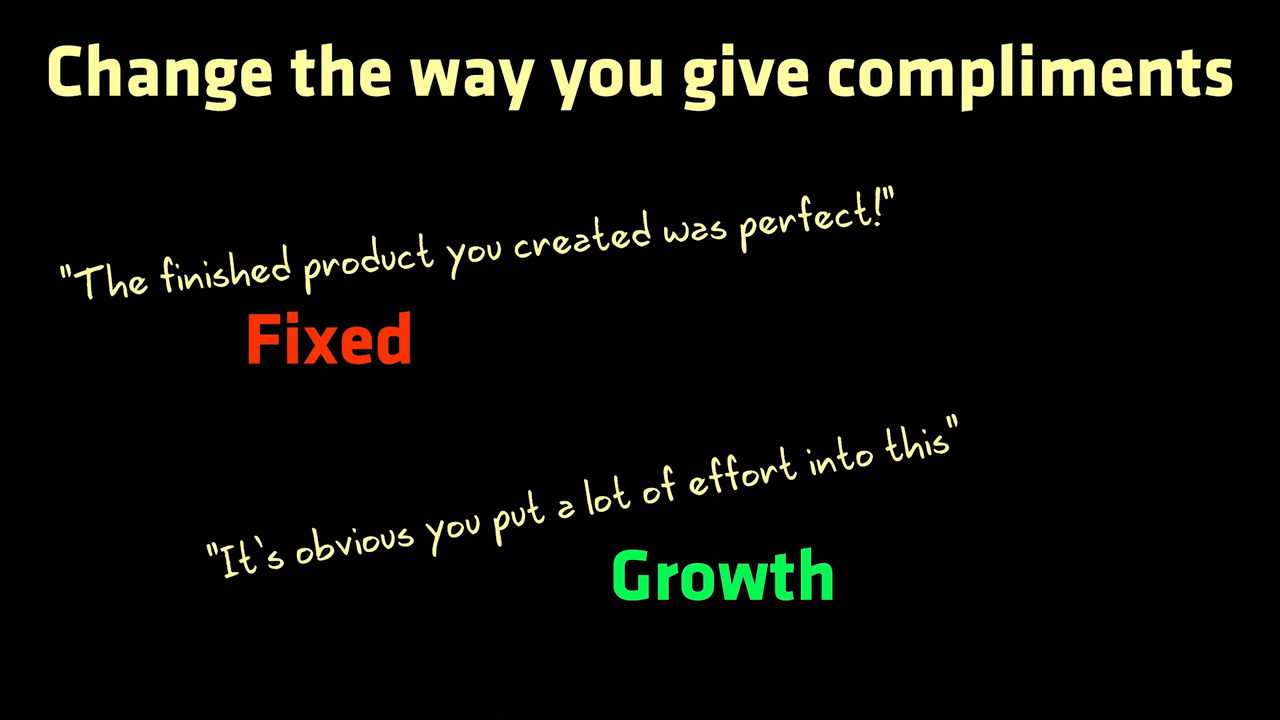 Change the way you give compliments
"The finished product you created was perfect!"
Fixed
"It's obvious you put a lot of effort into this"
Growth